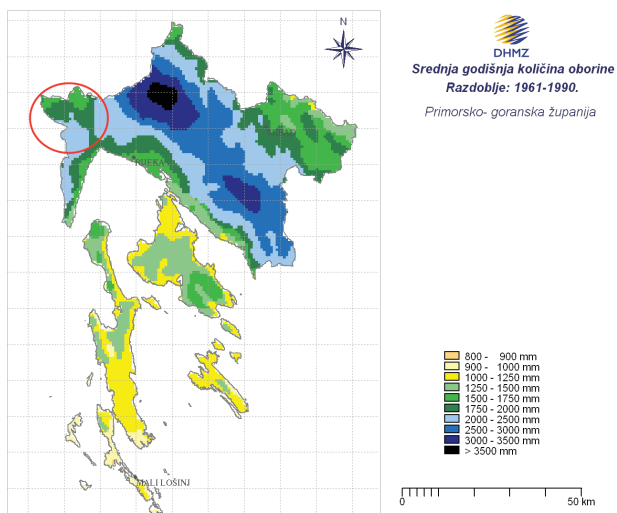 N
DHMZ
Srednja godišnja količina oborine
Razdoblje: 1961-1990.
Primorsko- goranska županija
RIJEKA
MALI LOŠINJ
800 - 900 mm
900 - 1000 mm
1000 - 1250 mm
1250 - 1500 mm
1500 - 1750 mm
1750 - 2000 mm
2000 - 2500 mm
2500 - 3000 mm
3000 - 3500 mm
> 3500 mm
0
50 km